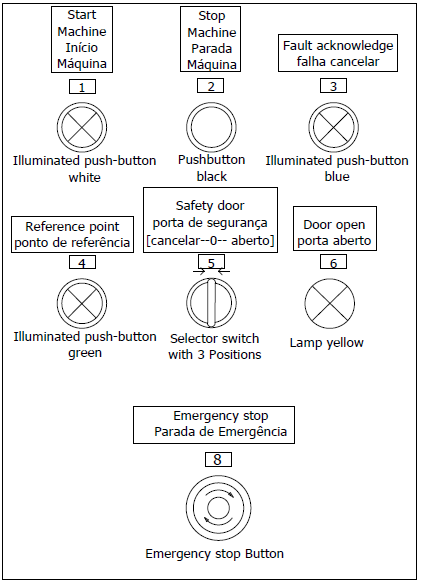 Start
Machine
Início
Máquina
1
Illuminated push-button
white
Stop
Machine
Parada
Máquina
2
Pushbutton
black
Fault acknowledge
falha cancelar
3
Illuminated push-button
blue
Reference point
ponto de referência
4
Illuminated push-button
green
Safety door
porta de segurança
[cancelar--0-- aberto]
5
Selector switch
with 3 Positions
Door open
porta aberto
6
Lamp yellow
Emergency stop
Parada de Emergência
8
Emergency stop Button